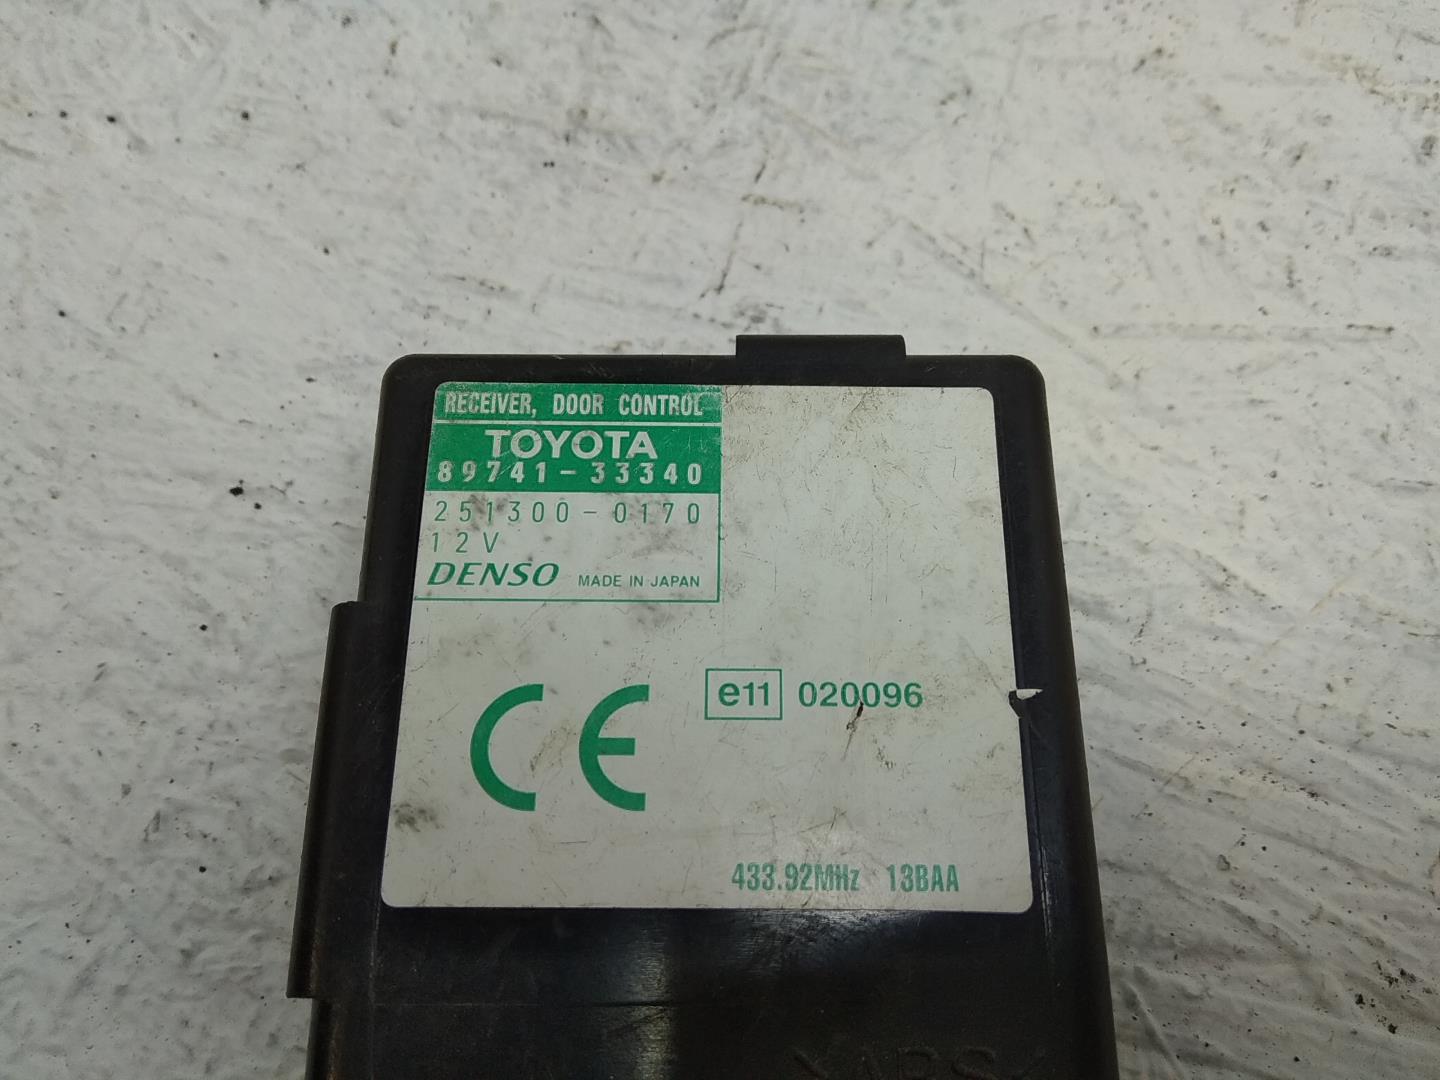 RECEIVER, DOOR CONTROL
TOYOTA
89741-33340
251300-0170
12V
DENSO MADE IN JAPAN
CE
e11 020096
433.92MHz 13BAA